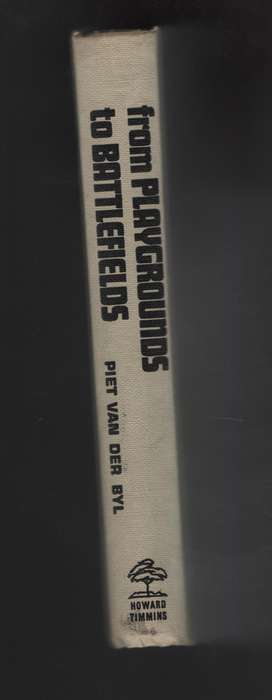 from PLAYGROUNDS
to BATTLEFIELDS
PIET VAN DER BYL
HOWARD
TIMMINS